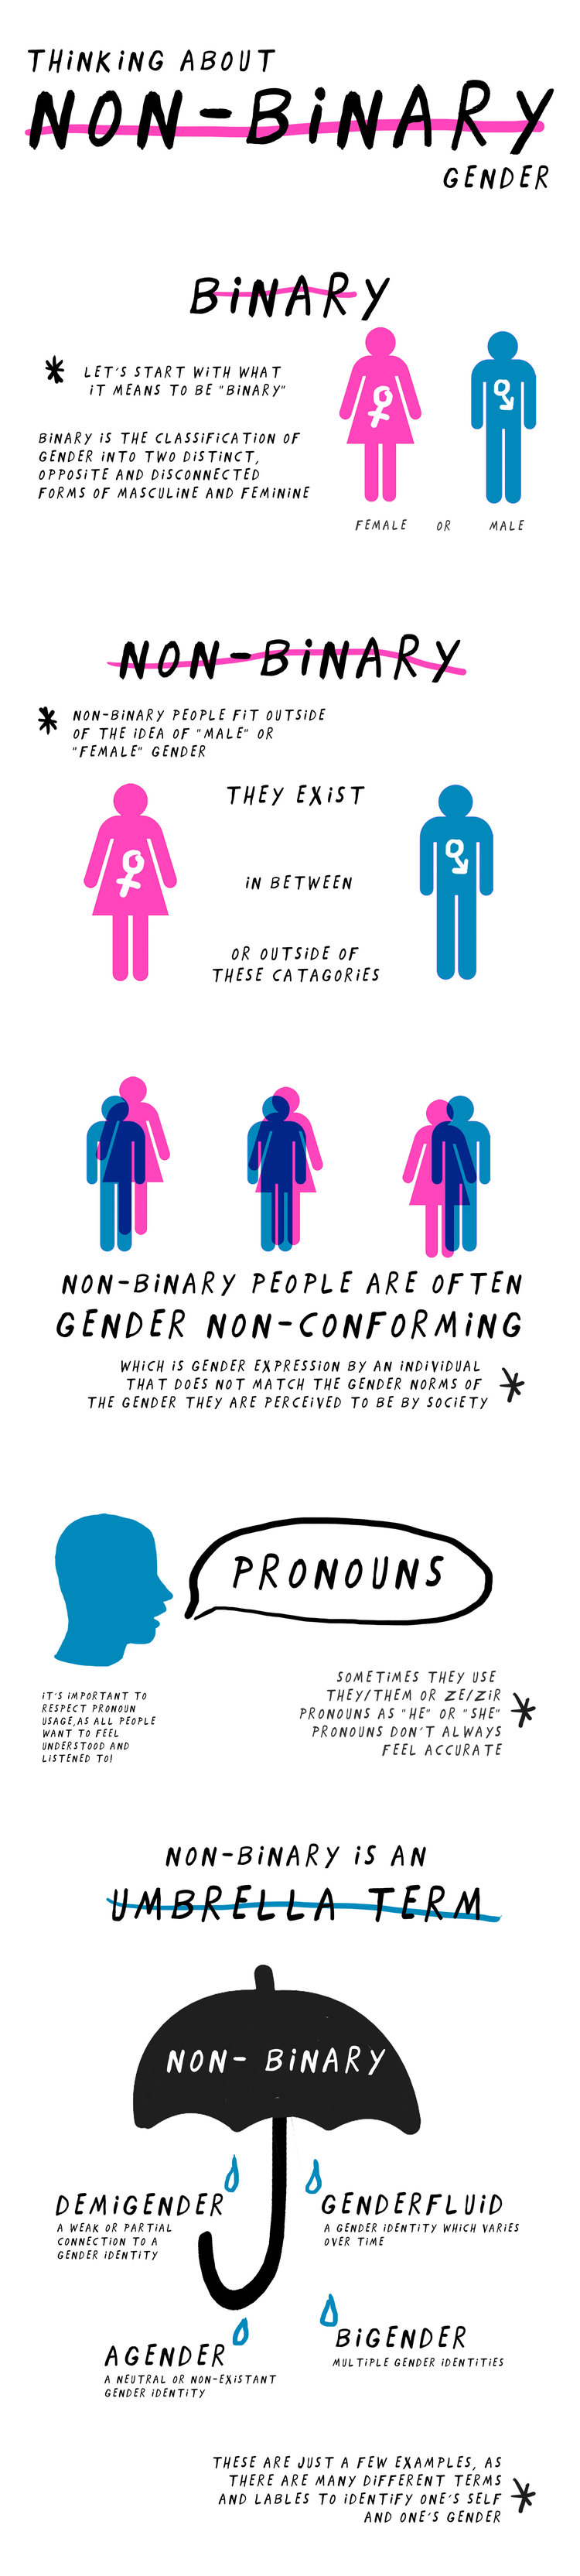 THiNKiNG ABOUT
NON-BiNARY
GENDER
BiNARY
LET'S START WiTH WHAT
iT MEANS TO BE "BiNARY"
BiNARY iS THE CLASSiFiCATiON OF
GENDER iNTO TWO DiSTiNCT,
OPPOSiTE AND DiSCONNECTED
FORMS OF MASCULiNE AND FEMiNiNE
FEMALE OR MALE
NON-BiNARY
NON-BiNARY PEOPLE FiT OUTSiDE
OF THE iDEA OF "MALE" OR
"FEMALE" GENDER
THEY EXiST
iN BETWEEN
OR OUTSiDE OF
THESE CATAGORiES
NON-BiNARY PEOPLE ARE OFTEN
GENDER NON-CONFORMiNG
WHiCH iS GENDER EXPRESSiON BY AN iNDiViDUAL
THAT DOES NOT MATCH THE GENDER NORMS OF
THE GENDER THEY ARE PERCEiVED TO BE BY SOCiETY
PRONOUNS
iT'S iMPORTANT TO
RESPECT PRONOUN
USAGE,AS ALL PEOPLE
WANT TO FEEL
UNDERSTOOD AND
LiSTENED TO!
SOMETiMES THEY USE
THEY/THEM OR ZE/ZiR
PRONOUNS AS "HE" OR "SHE"
PRONOUNS DON'T ALWAYS
FEEL ACCURATE
NON-BiNARY iS AN
UMBRELLA TERM
NON- BiNARY
DEMiGENDER
A WEAK OR PARTiAL
CONNECTiON TO A
GENDER iDENTiTY
GENDERFLUiD
A GENDER iDENTiTY WHiCH VARiES
OVER TiME
AGENDER
A NEUTRAL OR NON-EXiSTANT
GENDER iDENTiTY
BiGENDER
MULTiPLE GENDER iDENTiTiES
THESE ARE JUST A FEW EXAMPLES, AS
THERE ARE MANY DiFFERENT TERMS
AND LABLES TO iDENTiFY ONE'S SELF
AND ONE'S GENDER